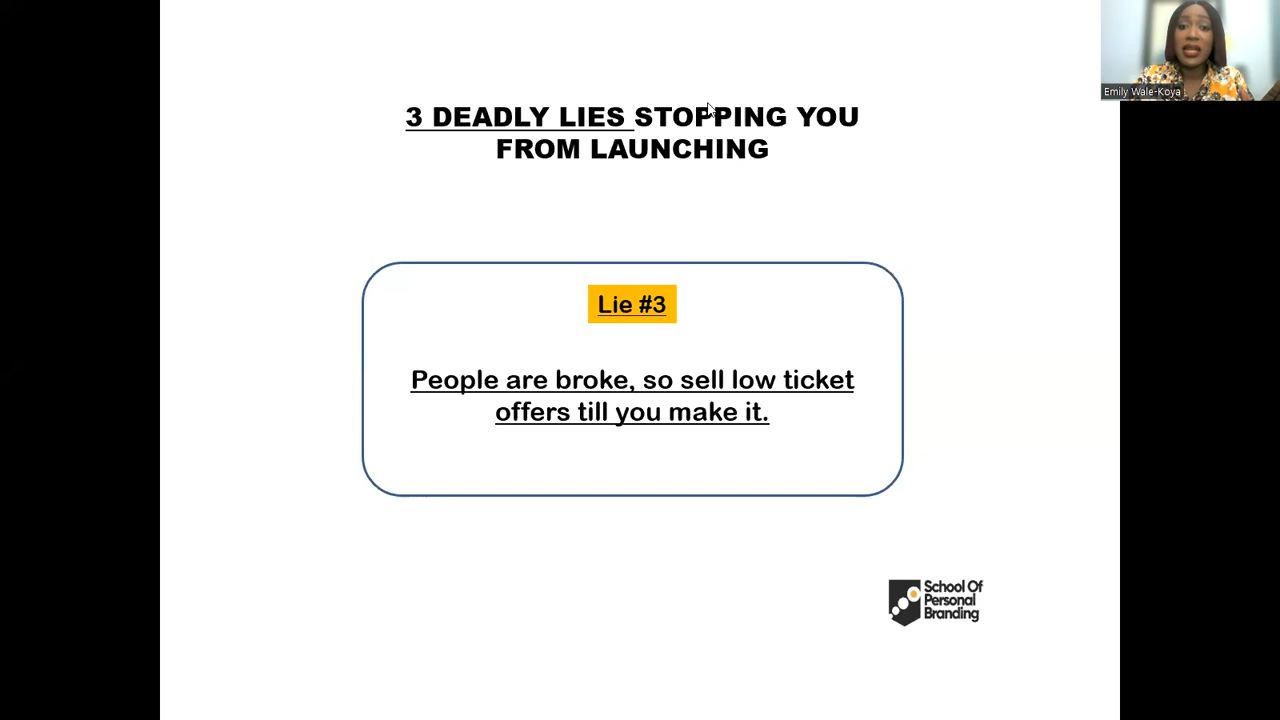 Emily Wale-Koya
3 DEADLY LIES STOPPING YOU
FROM LAUNCHING
Lie #3
People are broke, so sell low ticket
offers till you make it.
School Of
Personal
Branding